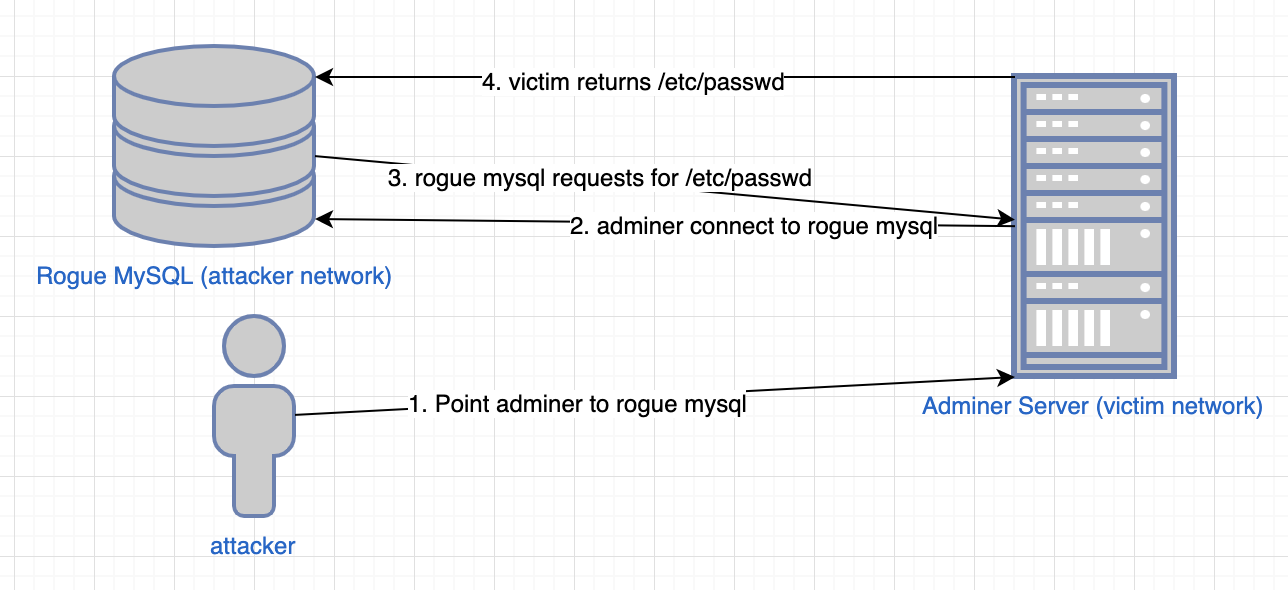 4. victim returns /etc/passwd
3. rogue mysql requests for /etc/passwd
2. adminer connect to rogue mysql
Rogue MySQL (attacker network)
1. Point adminer to rogue mysql
Adminer Server (victim network)
attacker